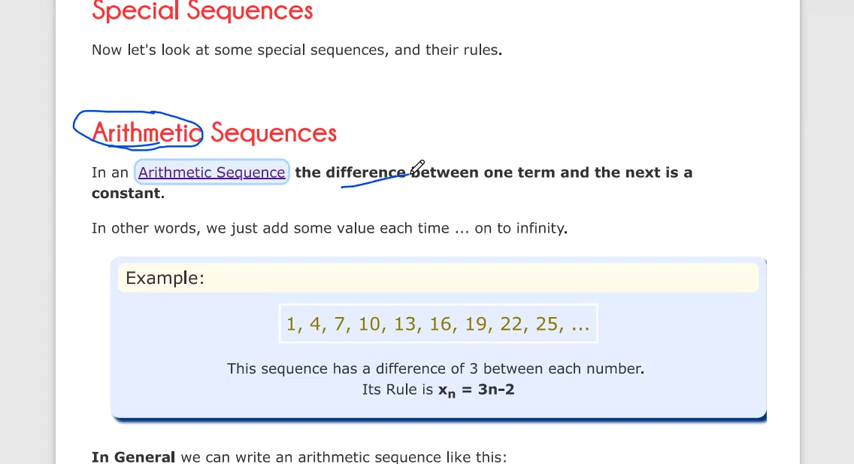 Special Sequences
Now let's look at some special sequences, and their rules.
Arithmetic Sequences
In an Arithmetic Sequence the difference between one term and the next is a
constant.
In other words, we just add some value each time ... on to infinity.
Example:
1, 4, 7, 10, 13, 16, 19, 22, 25, ...
This sequence has a difference of 3 between each number.
Its Rule is xn = 3n-2
In General we can write an arithmetic sequence like this: